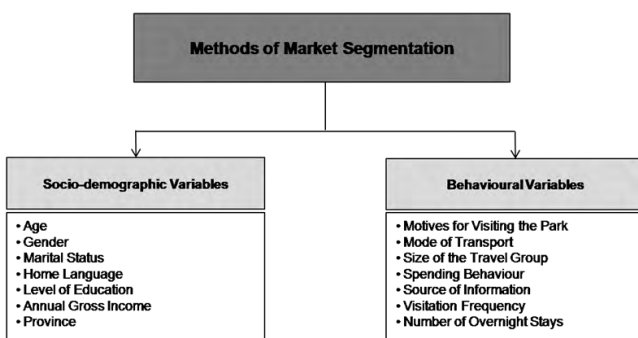 Methods of Market Segmentation
Socio-demographic Variables
• Age
• Gender
• Marital Status
• Home Language
• Level of Education
• Annual Gross Income
• Province
Behavioural Variables
• Motives for Visiting the Park
• Mode of Transport
• Size of the Travel Group
• Spending Behaviour
• Source of Information
• Visitation Frequency
• Number of Overnight Stays